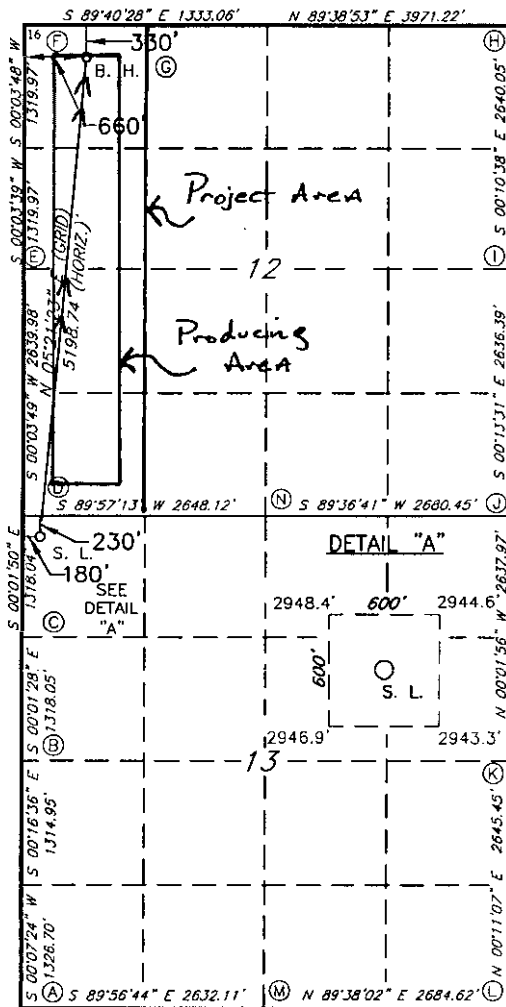 S 89°40'28" E 1333.06' N 89°38'53" E 3971.22'
16 F 330' H
B. H. G
660'
S 00°03'48" W
1319.97'
S 00°03'39" W
1319.97'
E
Project Area
N 05°21'23" E (GRID)
5198.74' (HORIZ.)
12
S 00°10'38" W 2640.05'
I
Producing
Area
S 00°03'49" W 2639.98'
S 00°13'31" W 2636.39'
D
S 89°57'13" W 2648.12' N S 89°36'41" W 2680.45' J
230'
S. L.
180'
SEE
DETAIL
"A"
S 00°01'50" E
1318.04'
C
DETAIL "A"
2948.4' 600' 2944.6'
600'
S. L.
2946.9' 2943.3'
N 00°01'56" W 2637.97'
S 00°01'28" E
1318.05'
B
13
K
S 00°16'36" E
1314.95'
N 00°11'07" E 2645.45'
S 00°07'24" W
1326.70'
A S 89°56'44" E 2632.11' M N 89°38'02" E 2684.62' L